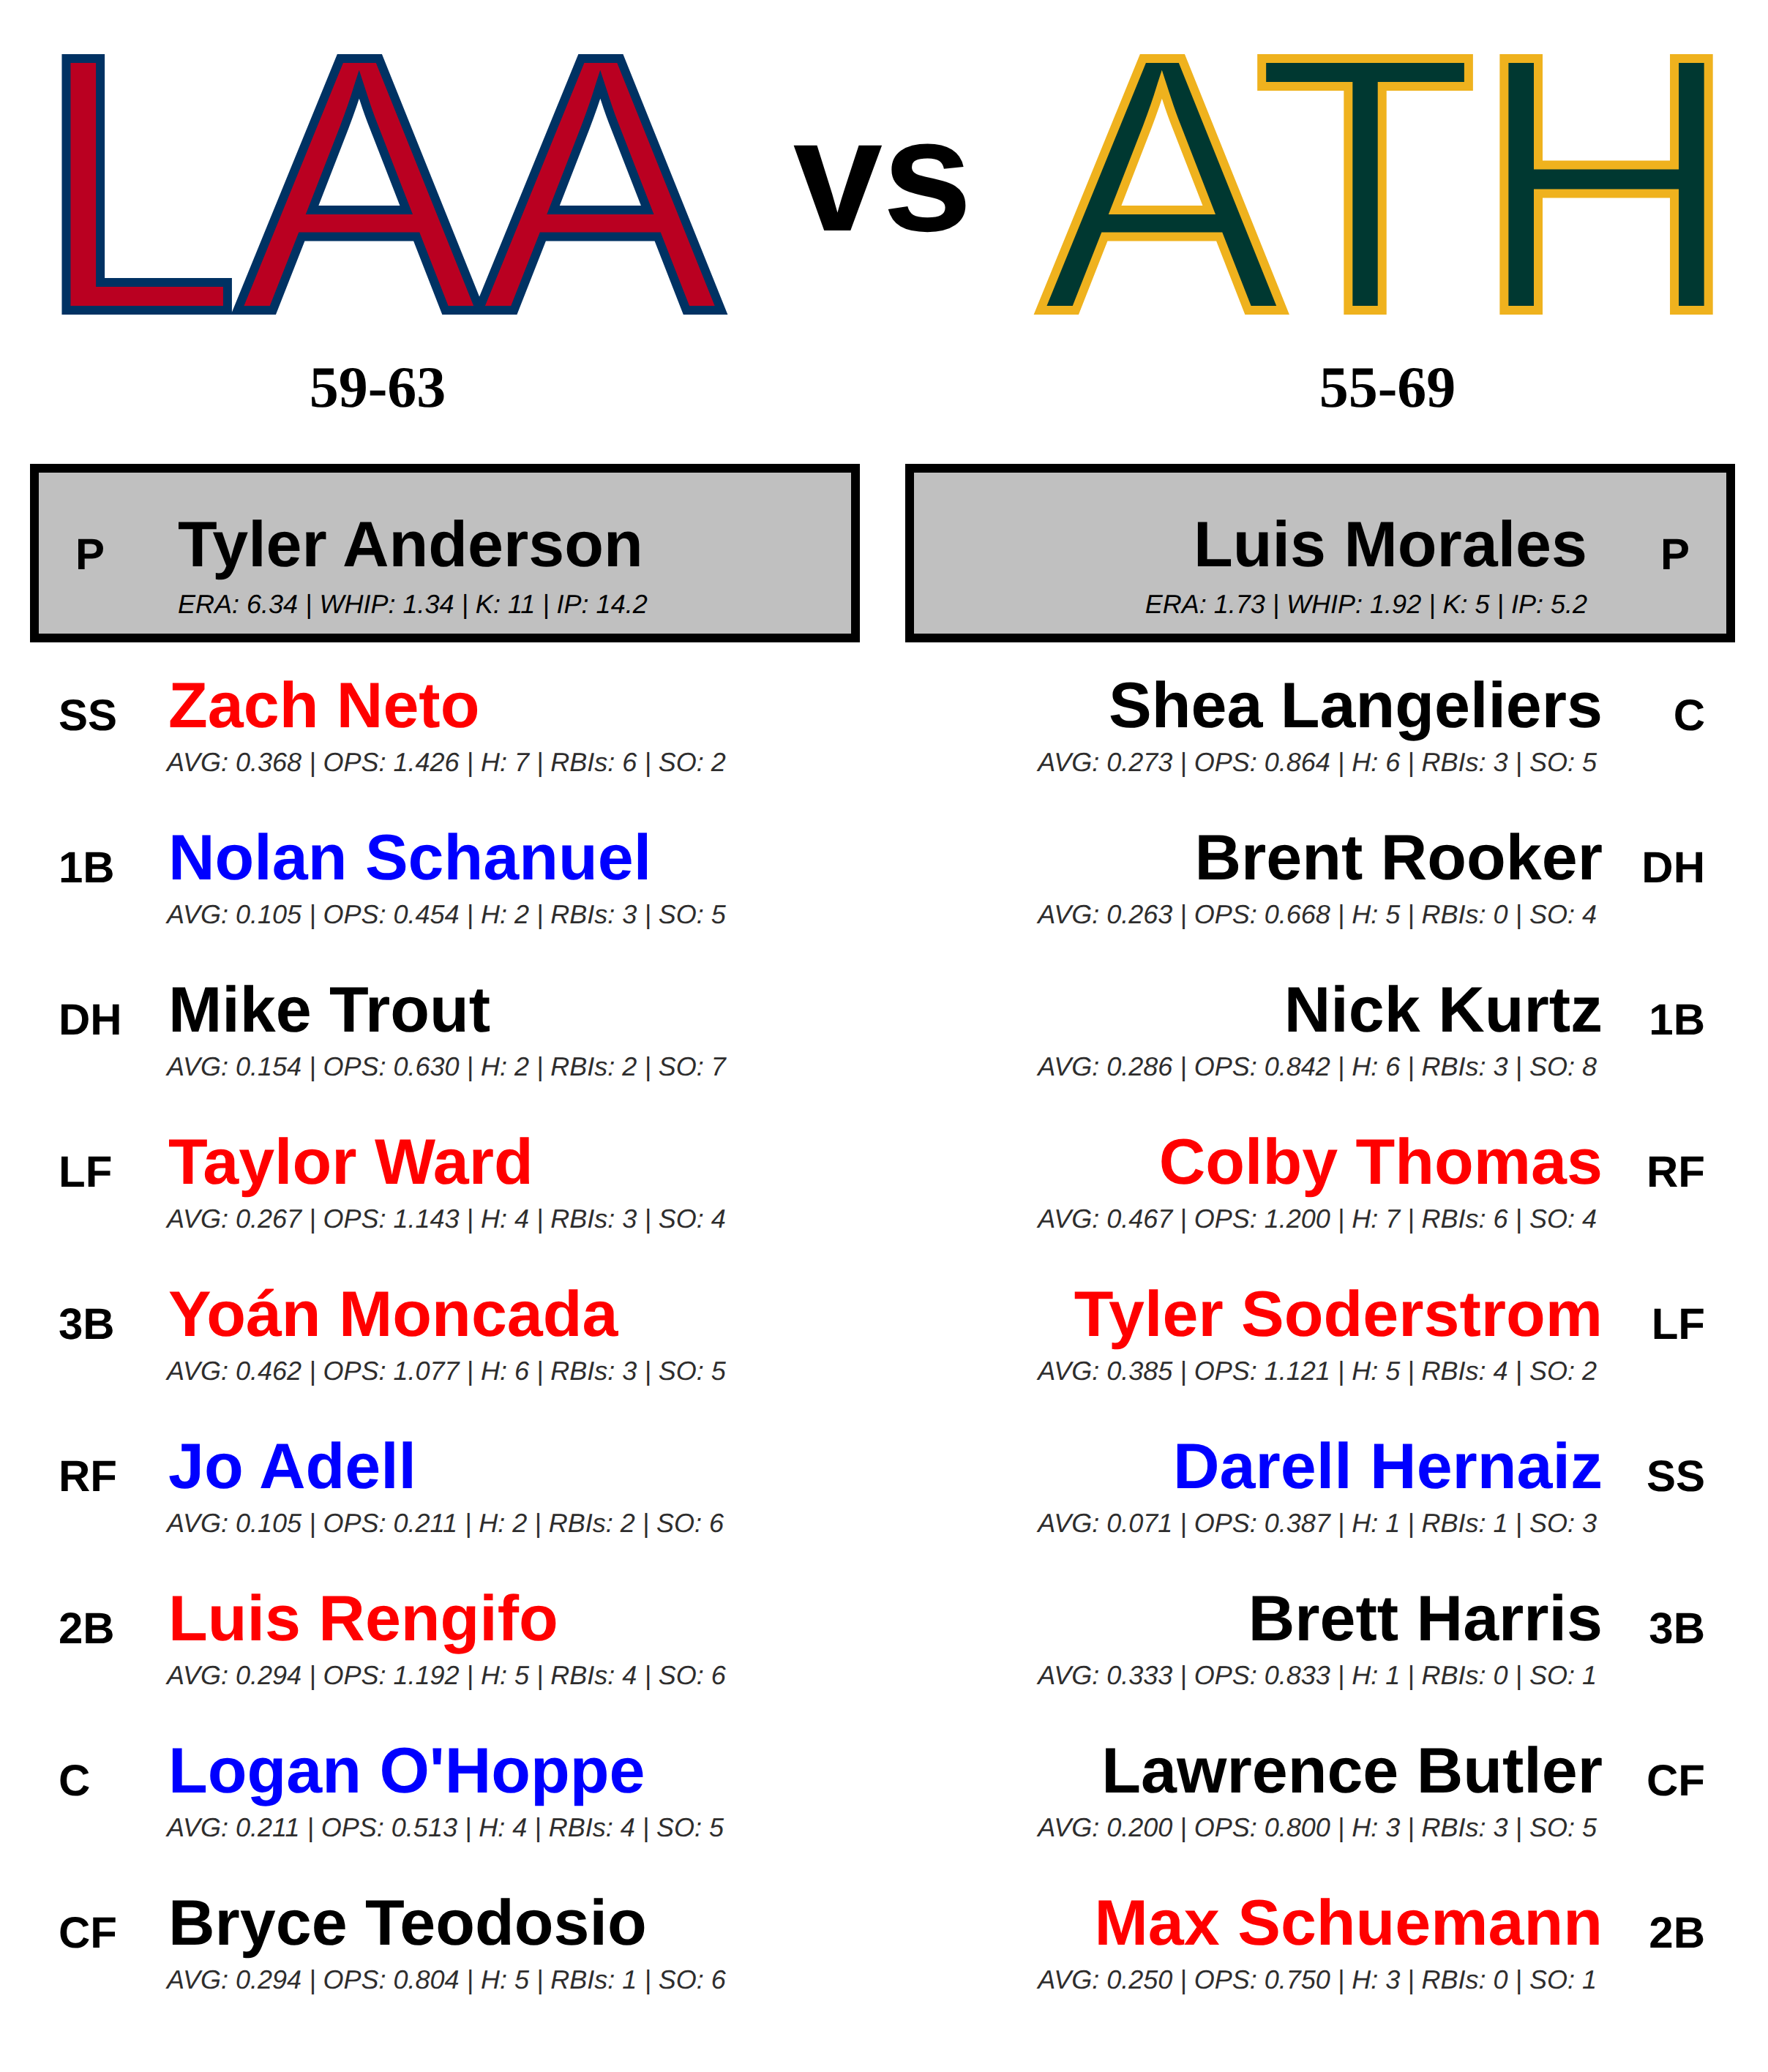 LAA vs ATH
59-63 55-69
P Tyler Anderson
ERA: 6.34 | WHIP: 1.34 | K: 11 | IP: 14.2
Luis Morales P
ERA: 1.73 | WHIP: 1.92 | K: 5 | IP: 5.2
SS Zach Neto
AVG: 0.368 | OPS: 1.426 | H: 7 | RBIs: 6 | SO: 2
1B Nolan Schanuel
AVG: 0.105 | OPS: 0.454 | H: 2 | RBIs: 3 | SO: 5
DH Mike Trout
AVG: 0.154 | OPS: 0.630 | H: 2 | RBIs: 2 | SO: 7
LF Taylor Ward
AVG: 0.267 | OPS: 1.143 | H: 4 | RBIs: 3 | SO: 4
3B Yoán Moncada
AVG: 0.462 | OPS: 1.077 | H: 6 | RBIs: 3 | SO: 5
RF Jo Adell
AVG: 0.105 | OPS: 0.211 | H: 2 | RBIs: 2 | SO: 6
2B Luis Rengifo
AVG: 0.294 | OPS: 1.192 | H: 5 | RBIs: 4 | SO: 6
C Logan O'Hoppe
AVG: 0.211 | OPS: 0.513 | H: 4 | RBIs: 4 | SO: 5
CF Bryce Teodosio
AVG: 0.294 | OPS: 0.804 | H: 5 | RBIs: 1 | SO: 6
Shea Langeliers C
AVG: 0.273 | OPS: 0.864 | H: 6 | RBIs: 3 | SO: 5
Brent Rooker DH
AVG: 0.263 | OPS: 0.668 | H: 5 | RBIs: 0 | SO: 4
Nick Kurtz 1B
AVG: 0.286 | OPS: 0.842 | H: 6 | RBIs: 3 | SO: 8
Colby Thomas RF
AVG: 0.467 | OPS: 1.200 | H: 7 | RBIs: 6 | SO: 4
Tyler Soderstrom LF
AVG: 0.385 | OPS: 1.121 | H: 5 | RBIs: 4 | SO: 2
Darell Hernaiz SS
AVG: 0.071 | OPS: 0.387 | H: 1 | RBIs: 1 | SO: 3
Brett Harris 3B
AVG: 0.333 | OPS: 0.833 | H: 1 | RBIs: 0 | SO: 1
Lawrence Butler CF
AVG: 0.200 | OPS: 0.800 | H: 3 | RBIs: 3 | SO: 5
Max Schuemann 2B
AVG: 0.250 | OPS: 0.750 | H: 3 | RBIs: 0 | SO: 1